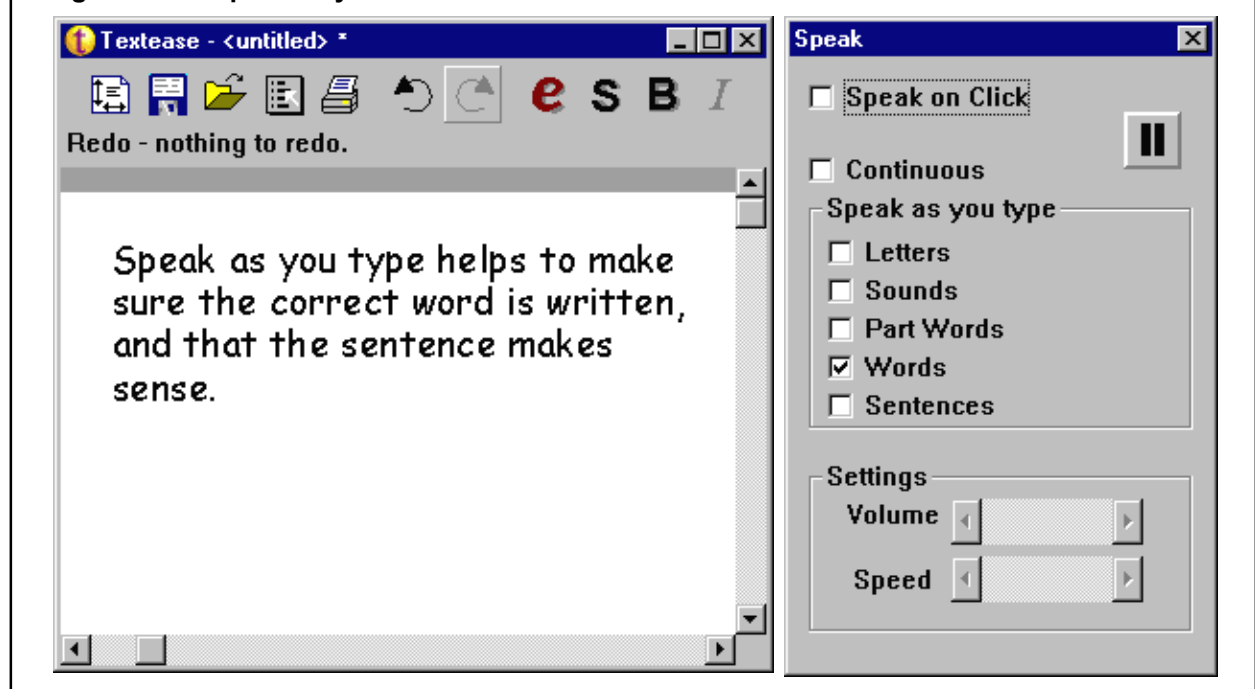 Textease - <untitled> *
e S B I
Redo - nothing to redo.
Speak as you type helps to make
sure the correct word is written,
and that the sentence makes
sense.
Speak
Speak on Click
Continuous
Speak as you type
Letters
Sounds
Part Words
Words
Sentences
Settings
Volume
Speed